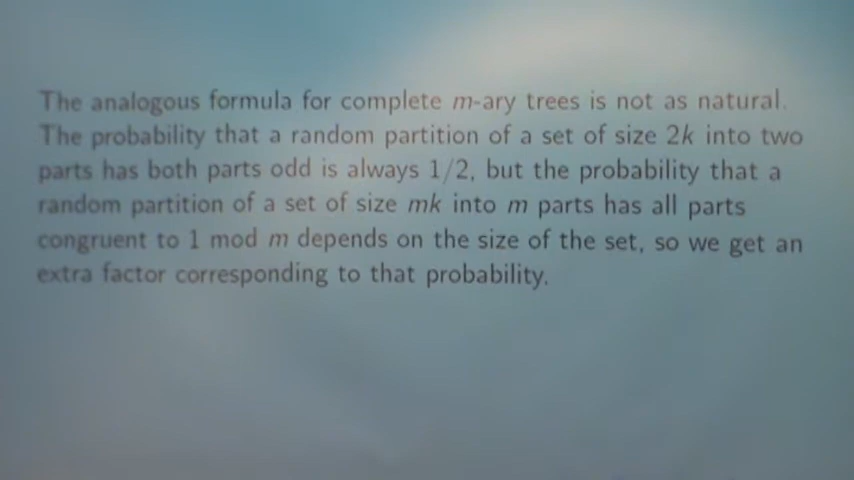 The analogous formula for complete m-ary trees is not as natural.
The probability that a random partition of a set of size 2k into two
parts has both parts odd is always 1/2, but the probability that a
random partition of a set of size mk into m parts has all parts
congruent to 1 mod m depends on the size of the set, so we get an
extra factor corresponding to that probability.